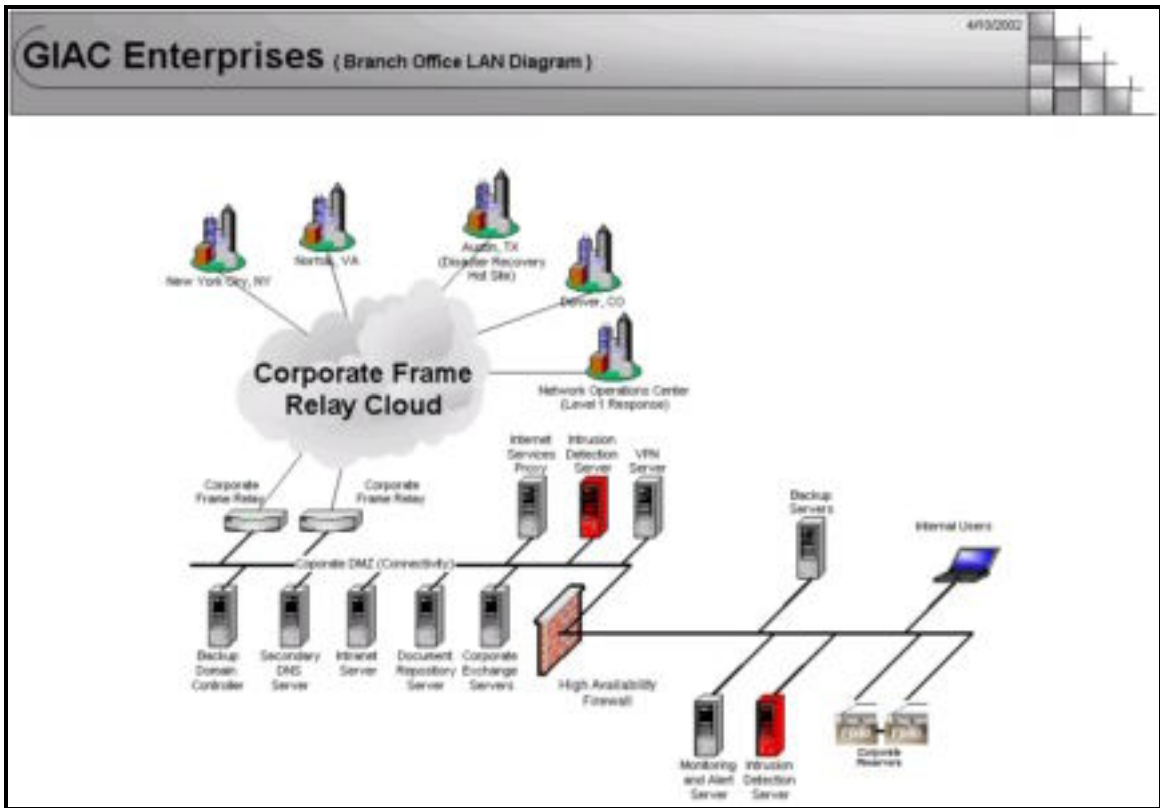 4/10/2002
GIAC Enterprises ( Branch Office LAN Diagram )
New York City, NY
Norfolk, VA
Austin, TX
(Disaster Recovery
Hot Site)
Denver, CO
Corporate Frame
Relay Cloud
Network Operations Center
(Level 1 Response)
Corporate
Frame Relay
Corporate
Frame Relay
Internet
Services
Proxy
Intrusion
Detection
Server
VPN
Server
Backup
Servers
Internal Users
Coporate DMZ (Connectivity)
Backup
Domain
Controller
Secondary
DNS
Server
Intranet
Server
Document
Repository
Server
Corporate
Exchange
Servers
High Availability
Firewall
Monitoring
and Alert
Server
Intrusion
Detection
Server
Corporate